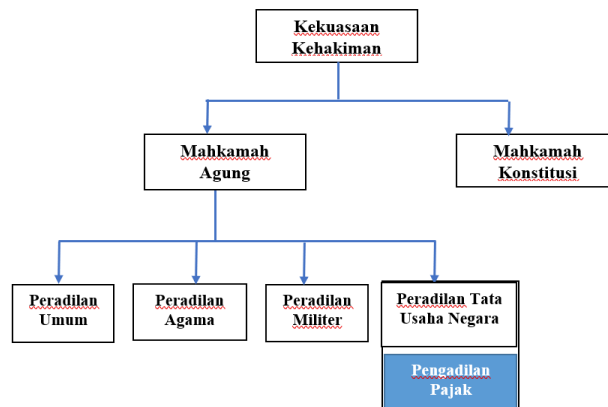 Kekuasaan
Kehakiman
Mahkamah
Agung
Mahkamah
Konstitusi
Peradilan
Umum
Peradilan
Agama
Peradilan
Militer
Peradilan Tata
Usaha Negara
Pengadilan
Pajak